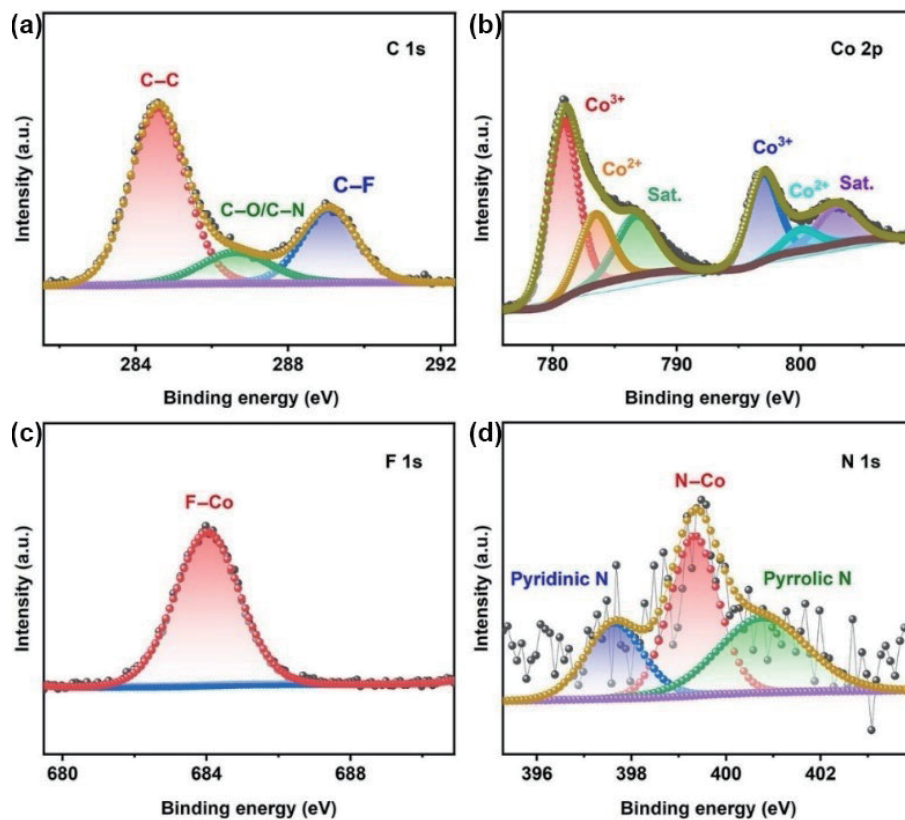 (a)
C 1s
C–C
C–O/C–N
C–F
Intensity (a.u.)
284
288
292
Binding energy (eV)
(b)
Co 2p
Co³⁺
Co²⁺
Sat.
Co³⁺
Co²⁺
Sat.
Intensity (a.u.)
780
790
800
Binding energy (eV)
(c)
F 1s
F–Co
Intensity (a.u.)
680
684
688
Binding energy (eV)
(d)
N 1s
N–Co
Pyridinic N
Pyrrolic N
Intensity (a.u.)
396
398
400
402
Binding energy (eV)